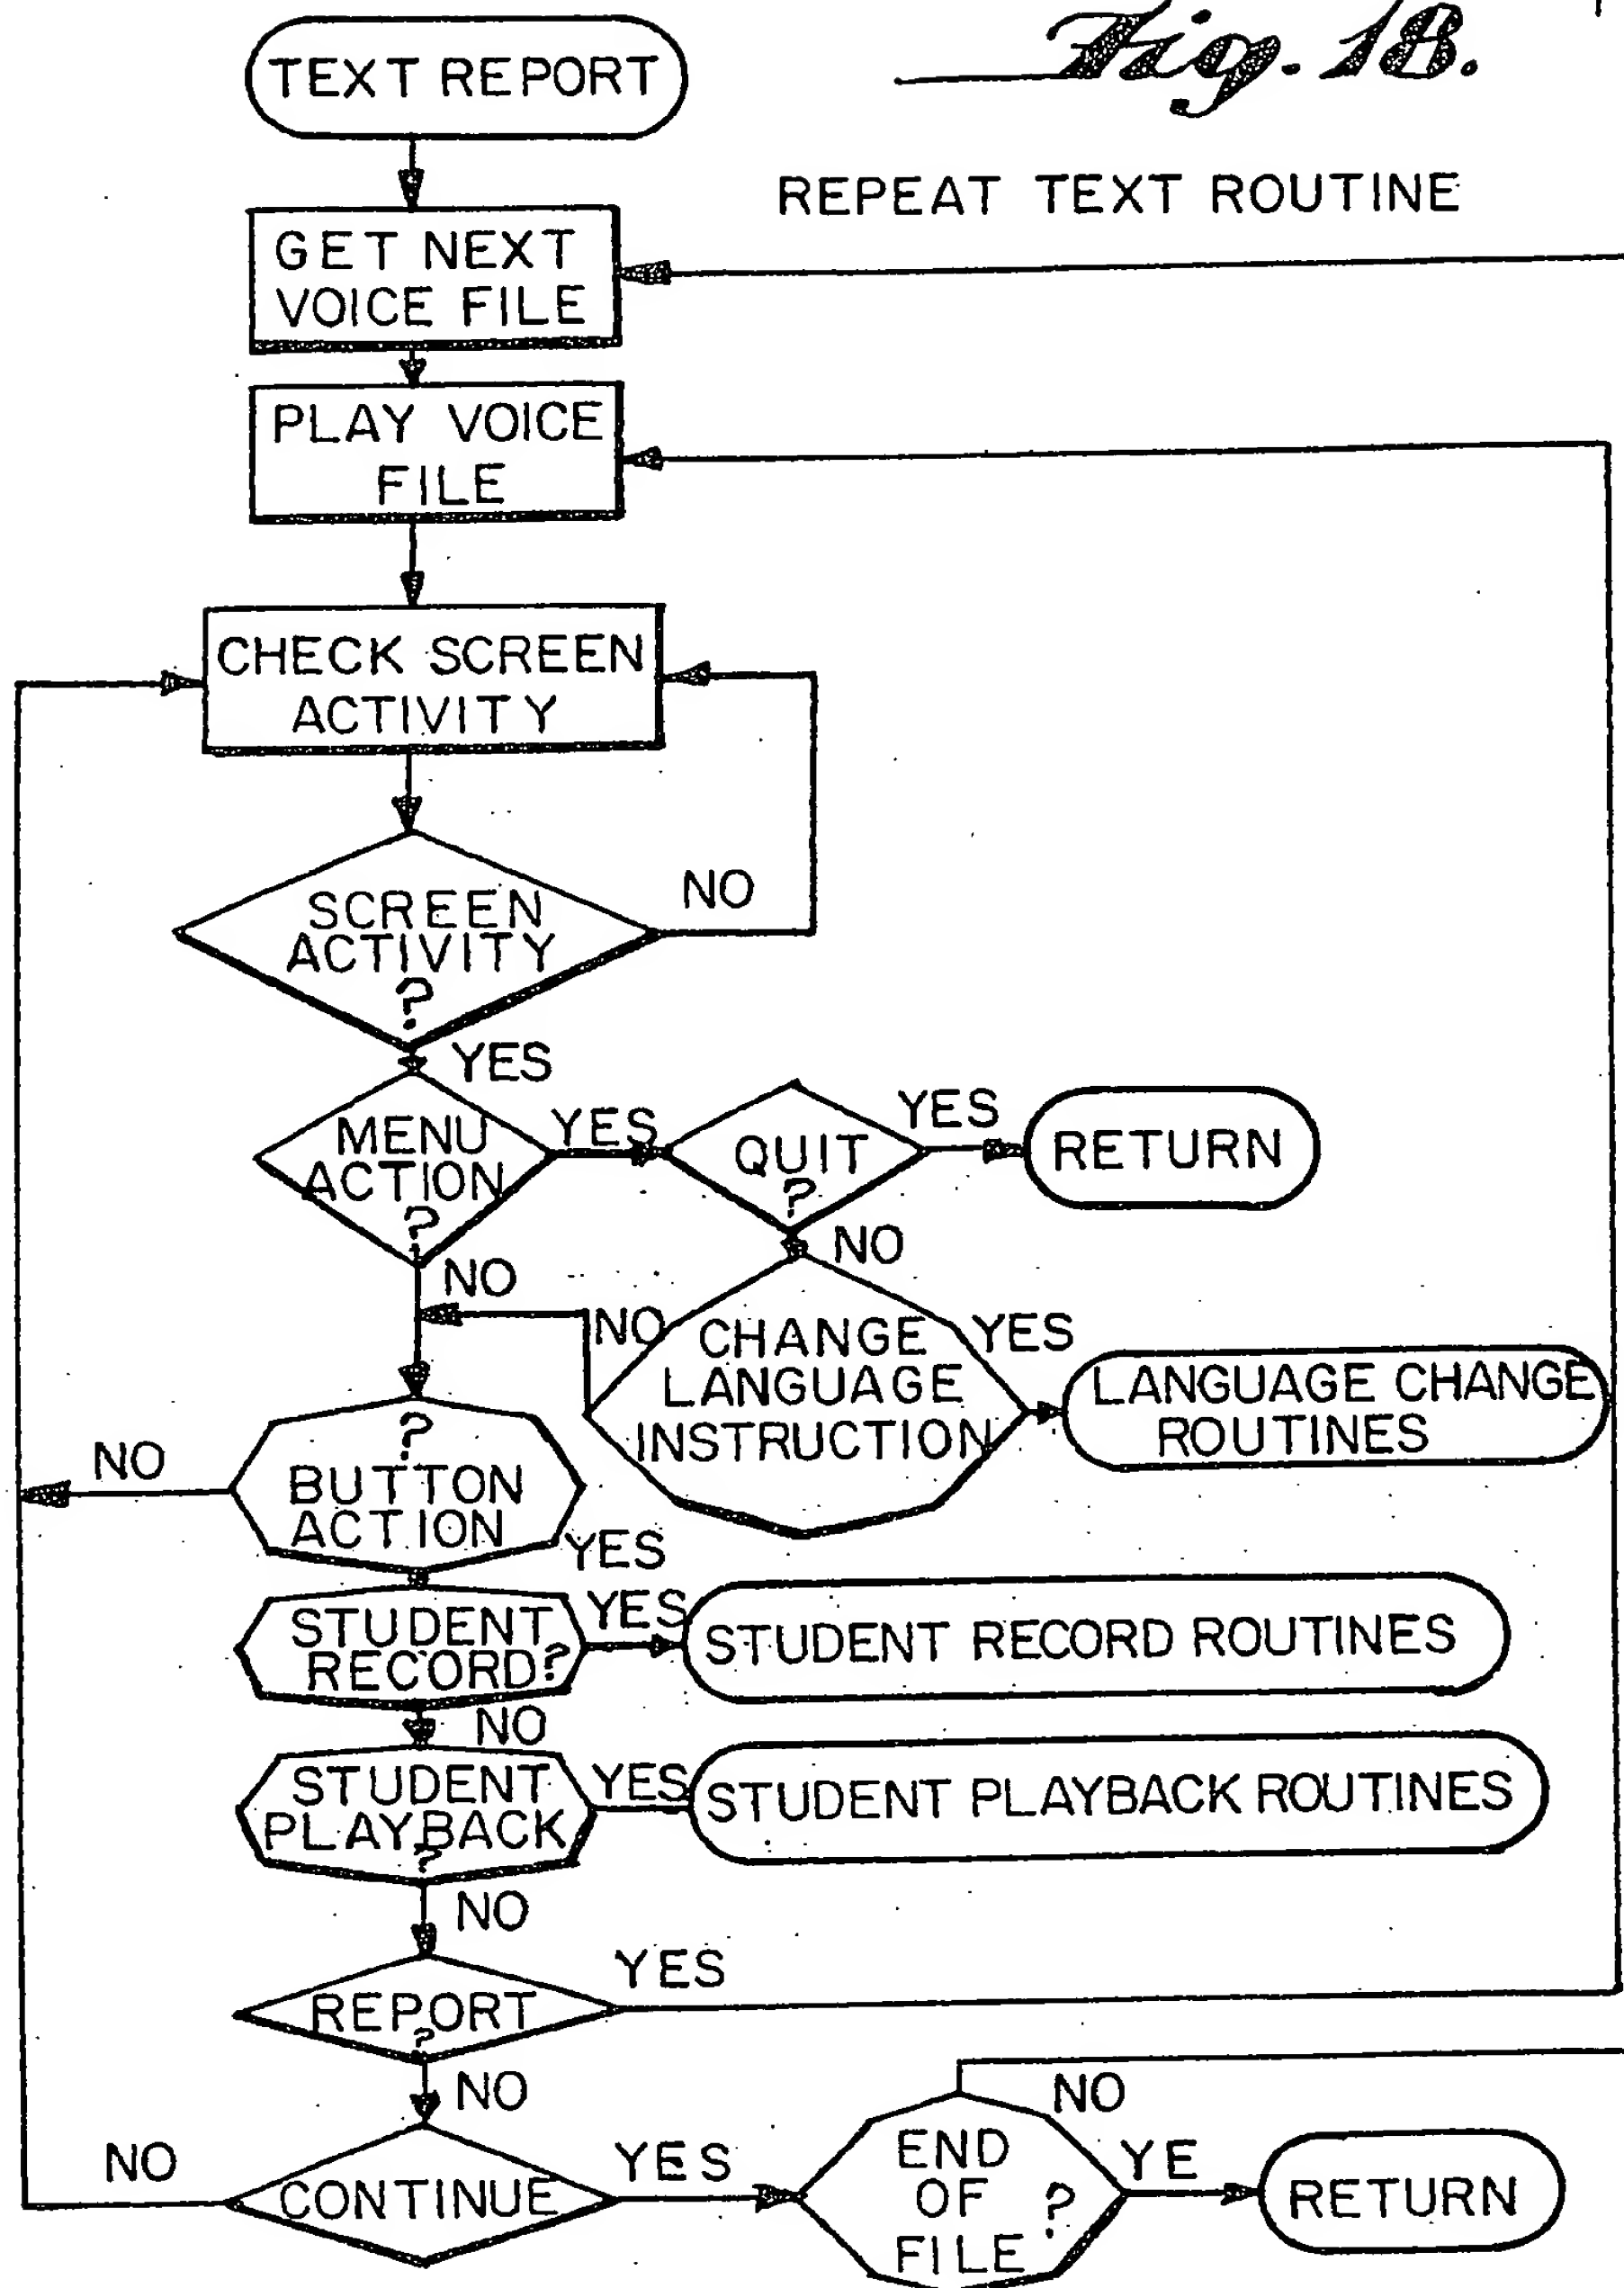 Fig. 18.
TEXT REPORT
REPEAT TEXT ROUTINE
GET NEXT
VOICE FILE
PLAY VOICE
FILE
CHECK SCREEN
ACTIVITY
SCREEN
ACTIVITY
?
NO
YES
MENU
ACTION
?
YES
QUIT
?
YES
RETURN
NO
NO
NO
CHANGE
LANGUAGE
INSTRUCTION
YES
LANGUAGE CHANGE
ROUTINES
?
BUTTON
ACTION
NO
YES
STUDENT
RECORD?
YES
STUDENT RECORD ROUTINES
NO
STUDENT
PLAYBACK
?
YES
STUDENT PLAYBACK ROUTINES
NO
REPORT
?
YES
NO
CONTINUE
NO
YES
END
OF
FILE ?
NO
YE
RETURN